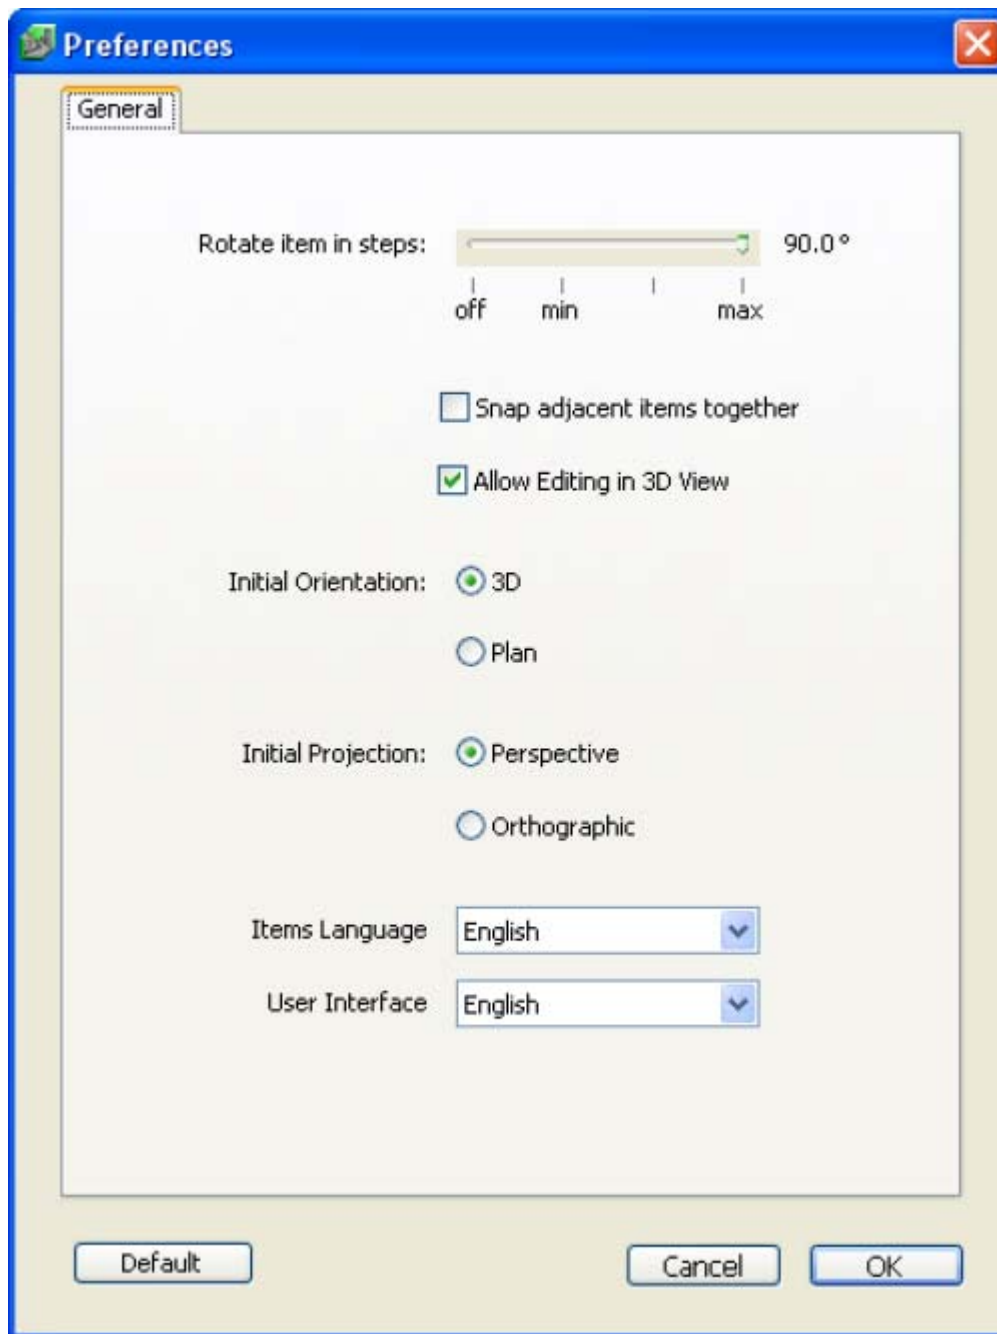 Preferences
General
Rotate item in steps: 90.0°
off min max
Snap adjacent items together
Allow Editing in 3D View
Initial Orientation: 3D
Plan
Initial Projection: Perspective
Orthographic
Items Language English
User Interface English
Default Cancel OK